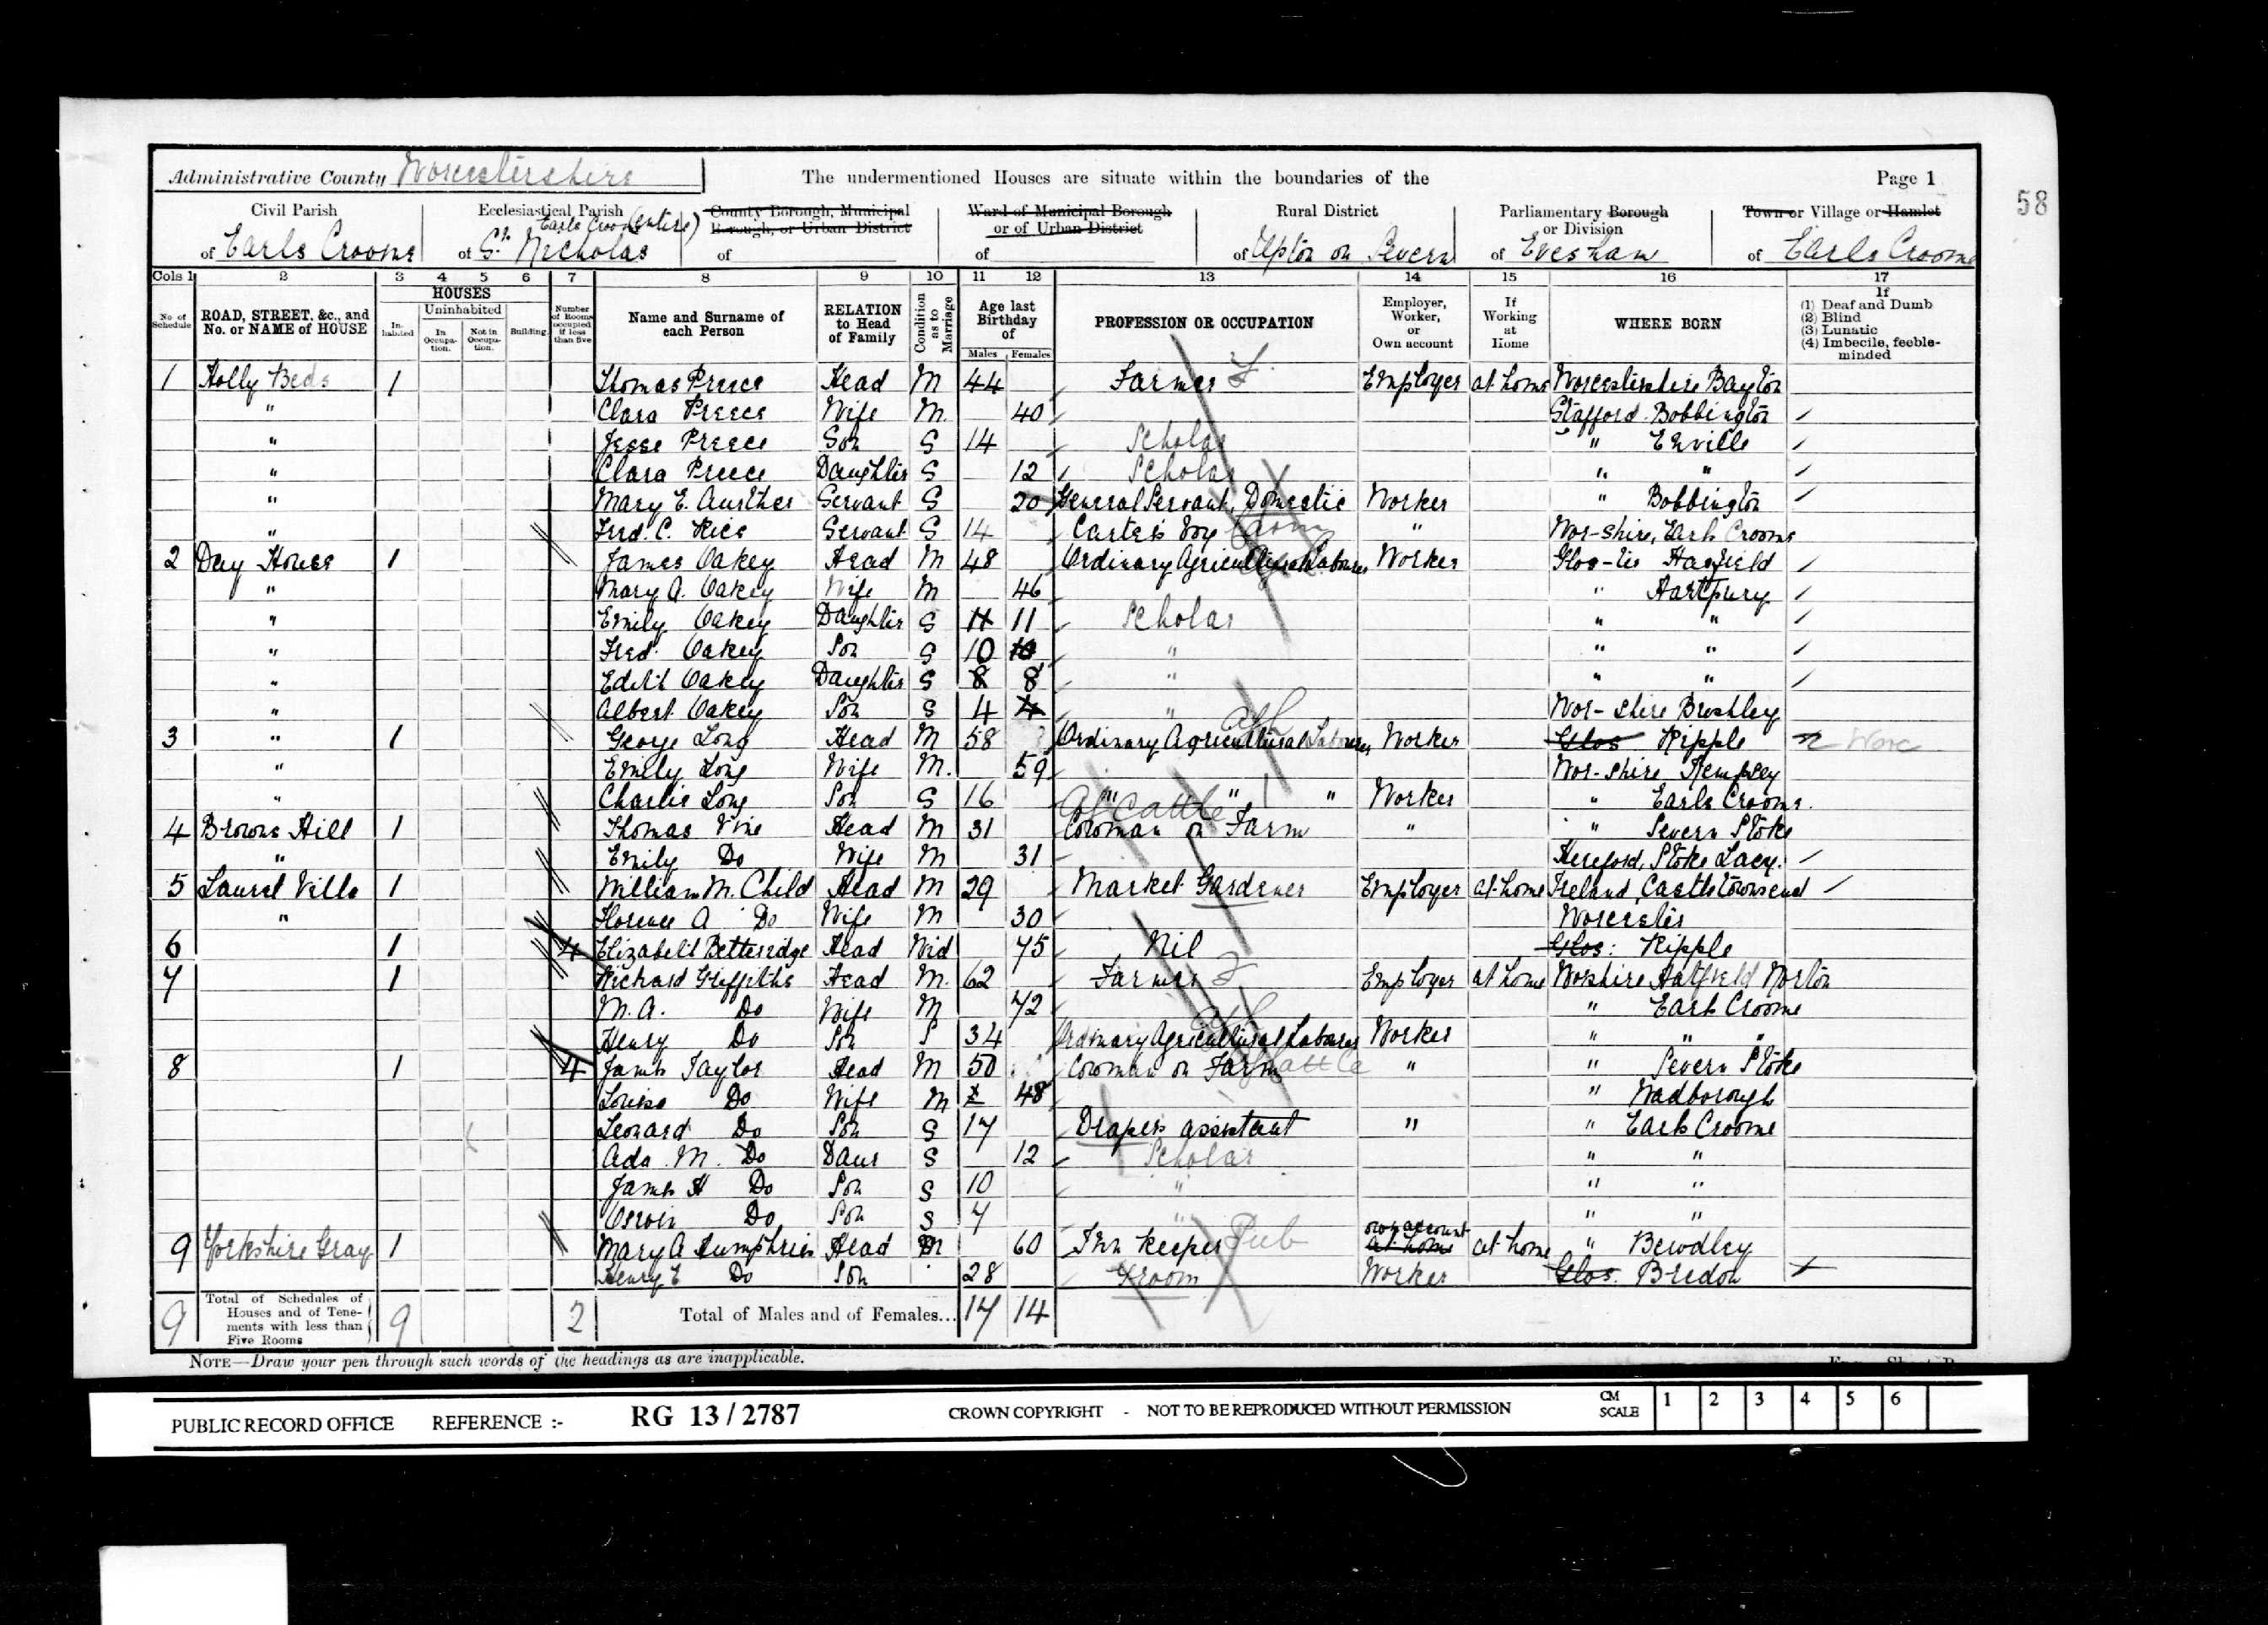 Administrative County Worcestershire The undermentioned Houses are situate within the boundaries of the Page 1
58
Civil Parish of Earls Croome
Ecclesiastical Parish of Earls Croome (entire) St. Nicholas
County Borough, Municipal Borough, or Urban District of
Ward of Municipal Borough or of Urban District of
Rural District of Upton on Severn
Parliamentary Borough or Division of Evesham
Town or Village or Hamlet of Earls Croome
Cols 1 2 3 4 5 6 7 8 9 10 11 12 13 14 15 16 17
No. of Schedule
ROAD, STREET, &c., and No. or NAME of HOUSE
HOUSES
Inhabited
Uninhabited
In Occupation.
Not in Occupation.
Building.
Number of Rooms occupied if less than five
Name and Surname of each Person
RELATION to Head of Family
Condition as to Marriage
Age last Birthday of
Males Females
PROFESSION OR OCCUPATION
Employer, Worker, or Own account
If Working at Home
WHERE BORN
If
(1) Deaf and Dumb
(2) Blind
(3) Lunatic
(4) Imbecile, feeble-minded
1 Holly Beds 1 Thomas Preece Head M 44 Farmer F. Employer at home Worcestershire Bayton
" Clara Preece Wife M. 40 Stafford Bobbington
" Jesse Preece Son S 14 Scholar " Enville
" Clara Preece Daughter S 12 Scholar " "
" Mary E. Servant S 20 General Servant, Domestic Worker " Bobbington
" Fred. C. Rice Servant S 14 Carter's boy Farm " Wor-shire, Earls Croome
2 Day House 1 James Oakey Head M 48 Ordinary Agricultural Labourer Worker Glos-ter Hasfield
" Mary A. Oakey Wife M 46 " Hartpury
" Emily Oakey Daughter S 11 11 Scholar " "
" Fred. Oakey Son S 10 10 " " "
" Edith Oakey Daughter S 8 8 " " "
" Albert Oakey Son S 4 4 " Wor-shire Bushley
3 " 1 George Long Head M 58 Ordinary Agricultural Labourer Worker Glos Ripple Worc
" Emily Long Wife M. 59 Wor-shire Kempsey
" Charlie Long Son S 16 " " " Worker " Earls Croome.
4 Browns Hill 1 Thomas Vine Head M 31 Cowman on Farm Ag Cattle " " Severn Stoke
" Emily Do Wife M 31 Hereford, Stoke Lacy.
5 Laurel Villa 1 William M. Child Head M 29 Market Gardener Employer at home Ireland, Castletownsend
" Florence A Do Wife M 30 Worcester
6 1 4 Elizabeth Betteridge Head Wid 75 Nil Glos: Ripple
7 1 Richard Griffiths Head M. 62 Farmer F Employer at home Worshire Hatfield Norton
M. A. Do Wife M 72 " Earls Croome
Henry Do Son S 34 Ordinary Agricultural Labourer Worker " " "
8 1 4 James Taylor Head M 50 Cowman on Farm Cattle " " Severn Stoke
Louisa Do Wife M 48 " Wadborough
Leonard Do Son S 17 Drapers assistant " " Earls Croome
Ada M. Do Daur S 12 Scholar " "
James H Do Son S 10 " " "
Do Son S 7 " " "
9 Yorkshire Gray 1 Mary A Humphries Head 60 Inn keeper Pub own account at home at home " Bewdley
Henry E Do Son 28 Groom Worker Glos. Bredon
9 Total of Schedules of Houses and of Tenements with less than Five Rooms 9 2 Total of Males and of Females... 17 14
NOTE—Draw your pen through such words of the headings as are inapplicable.
PUBLIC RECORD OFFICE REFERENCE :- RG 13/2787 CROWN COPYRIGHT - NOT TO BE REPRODUCED WITHOUT PERMISSION CM SCALE 1 2 3 4 5 6